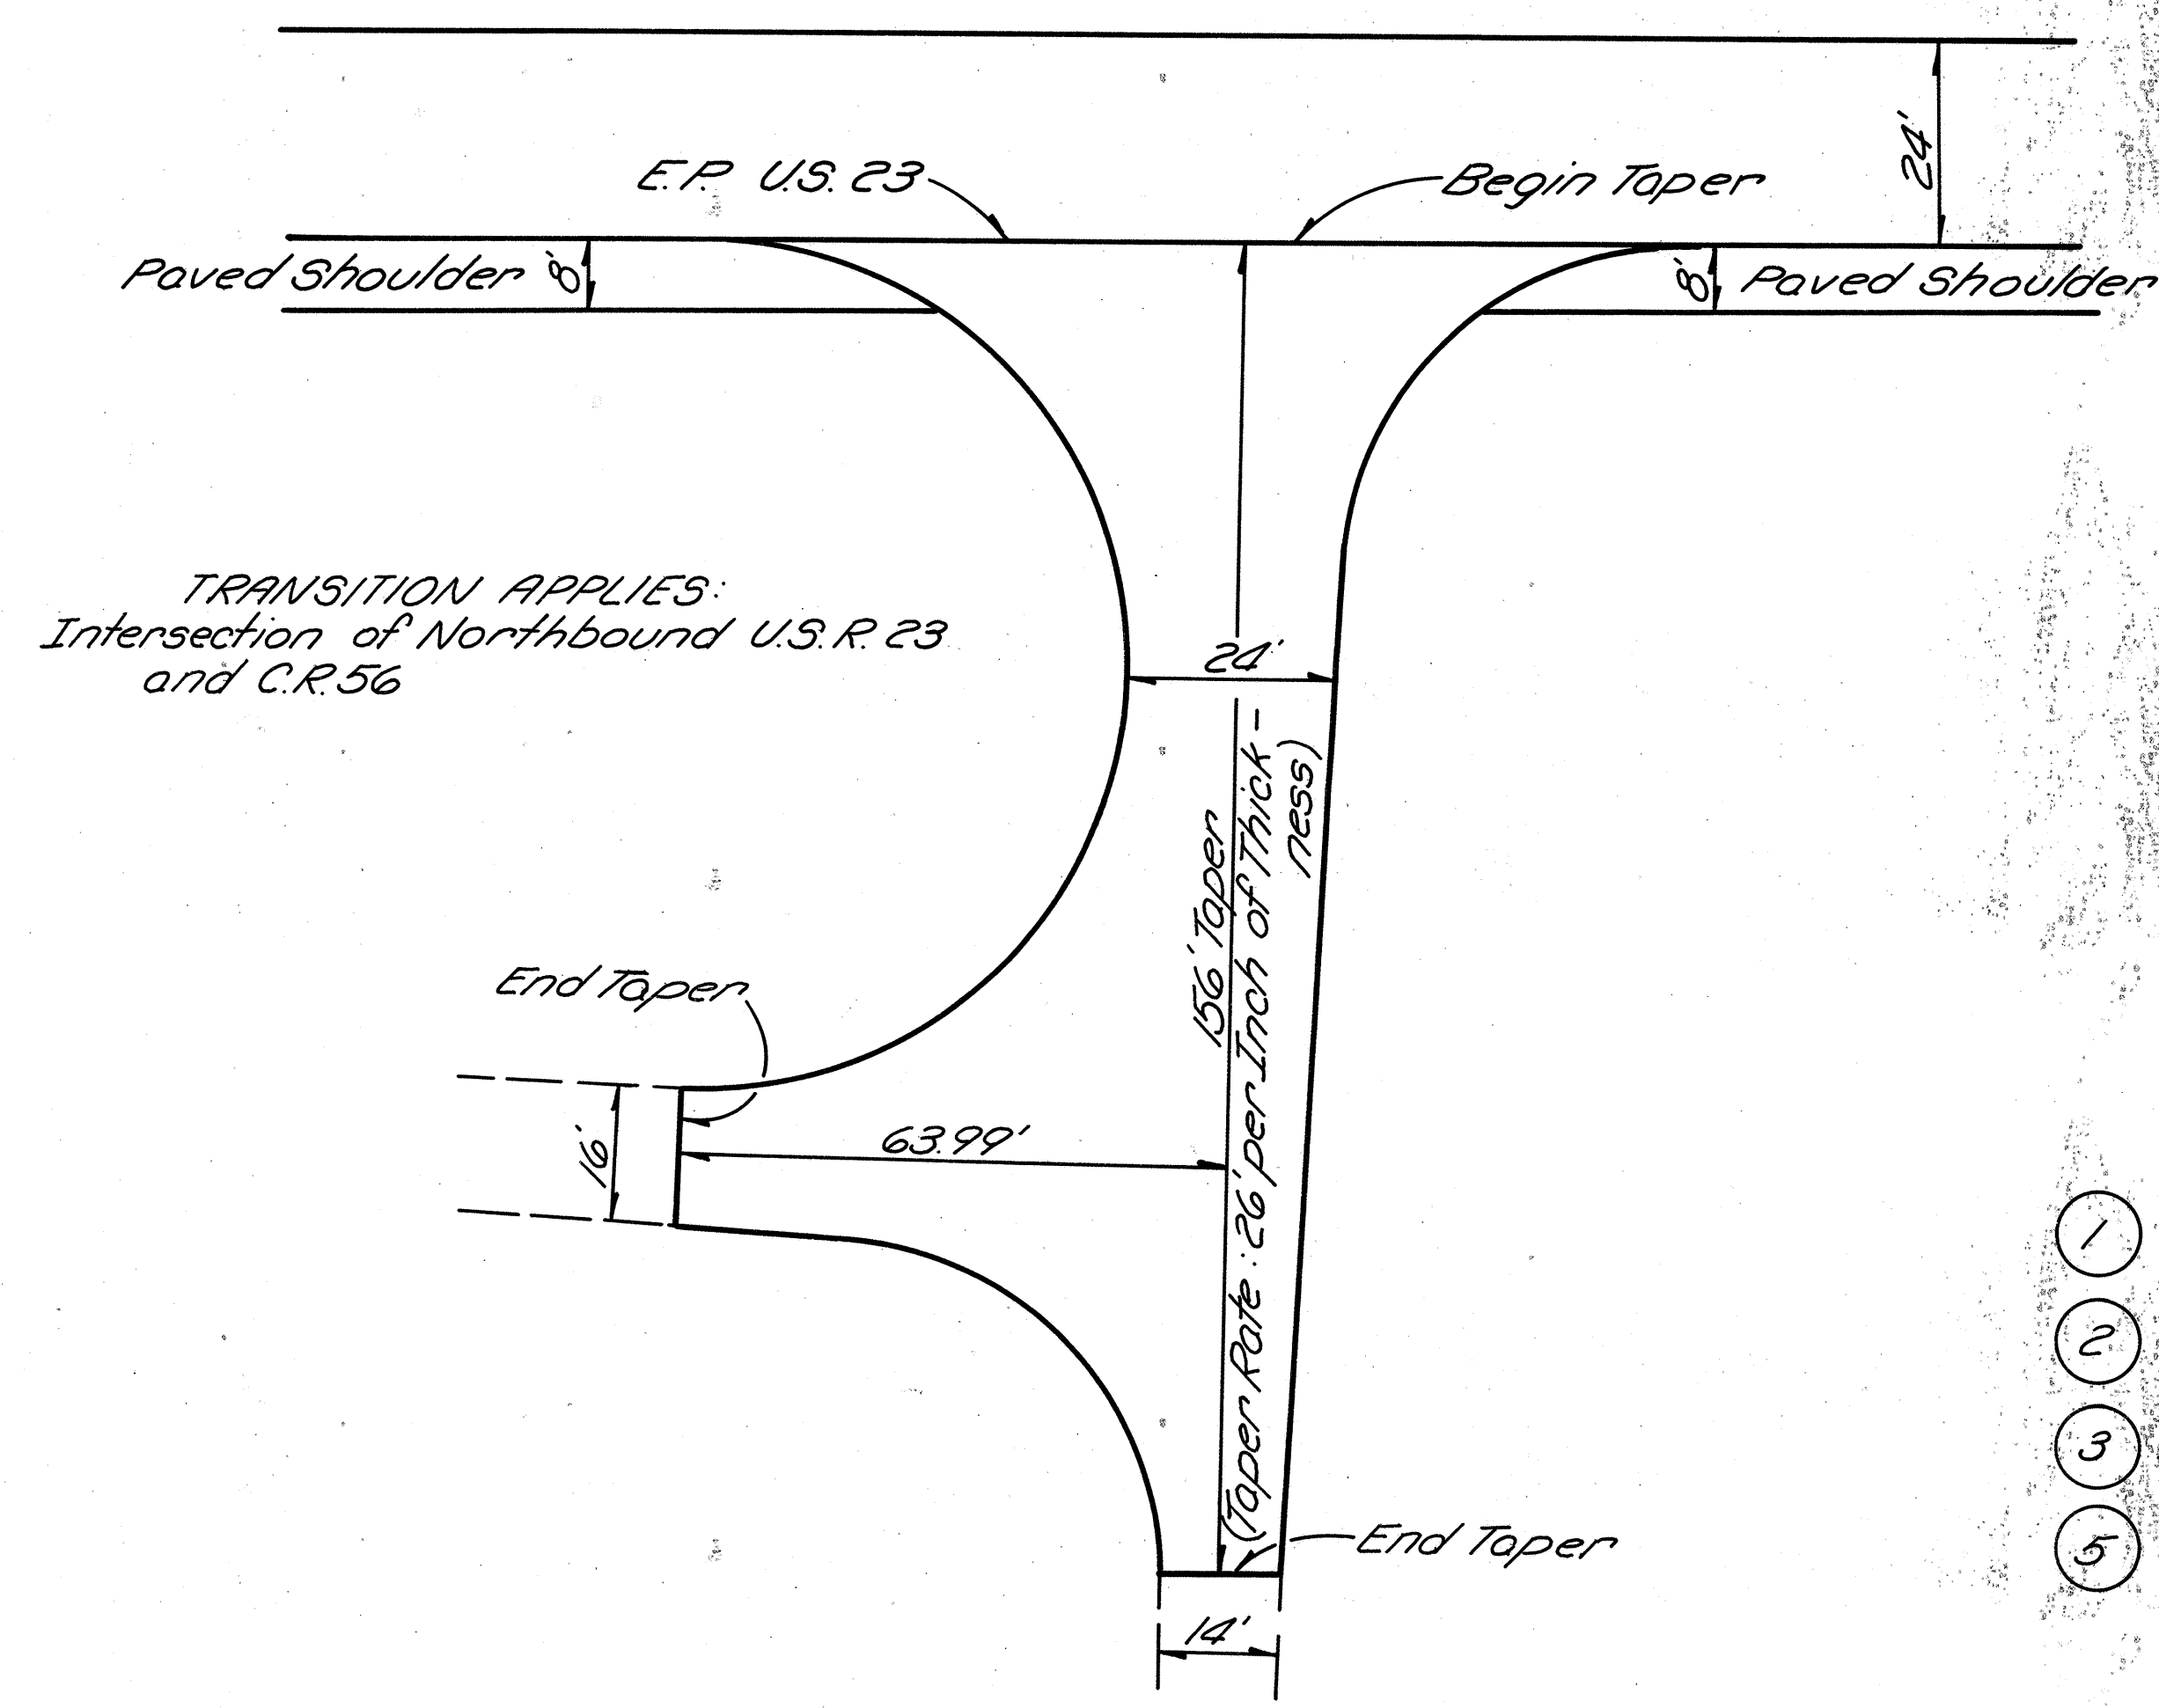 24'
E.P. U.S. 23
Begin Taper
Paved Shoulder 8'
8' Paved Shoulder
TRANSITION APPLIES:
Intersection of Northbound U.S.R. 23
and C.R. 56
24'
156' Taper
(Taper Rate: 26' per Inch of Thick-
ness)
End Taper
16'
63.99'
1
2
3
5
End Taper
14'